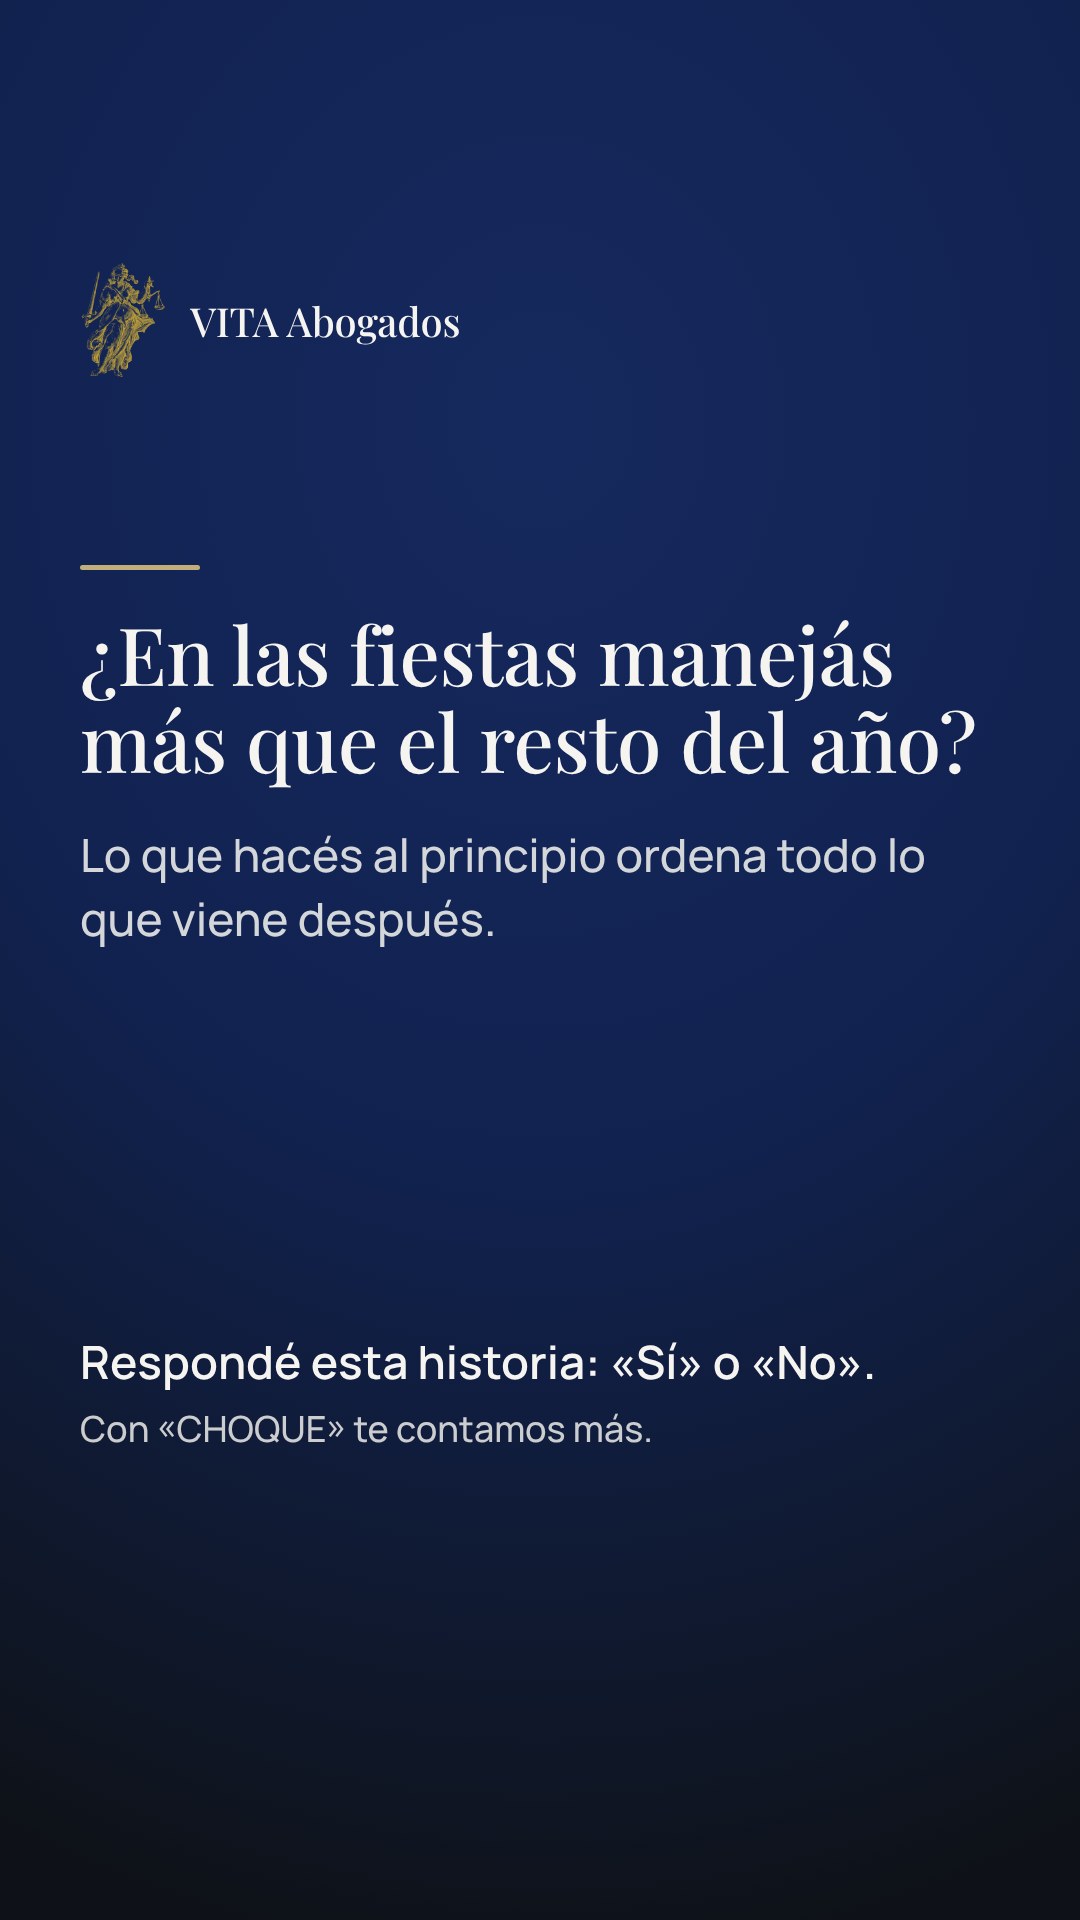 VITA Abogados
¿En las fiestas manejás
más que el resto del año?
Lo que hacés al principio ordena todo lo
que viene después.
Respondé esta historia: «Sí» o «No».
Con «CHOQUE» te contamos más.